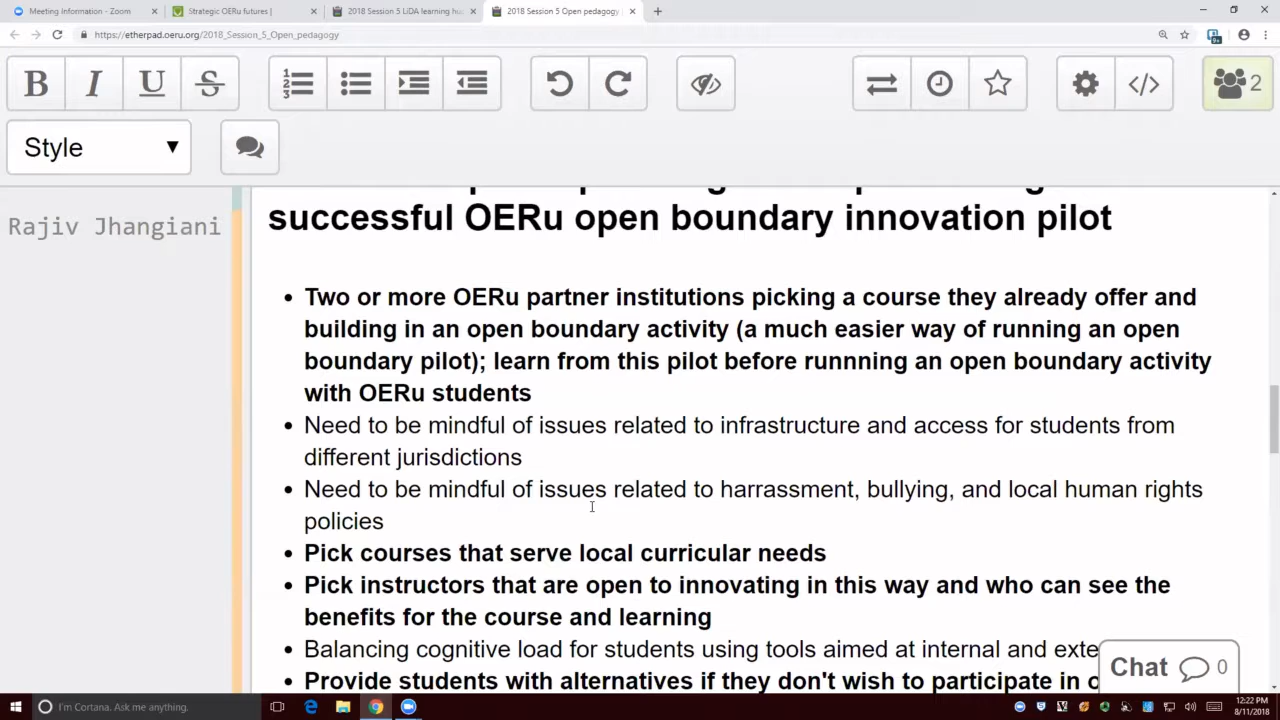 Meeting Information - Zoom
Strategic OERu futures |
2018 Session 5 LiDA learning hu
2018 Session 5 Open pedagogy
https://etherpad.oeru.org/2018_Session_5_Open_pedagogy
B I U S
2
Style
Rajiv Jhangiani
successful OERu open boundary innovation pilot
Two or more OERu partner institutions picking a course they already offer and
building in an open boundary activity (a much easier way of running an open
boundary pilot); learn from this pilot before runnning an open boundary activity
with OERu students
Need to be mindful of issues related to infrastructure and access for students from
different jurisdictions
Need to be mindful of issues related to harrassment, bullying, and local human rights
policies
Pick courses that serve local curricular needs
Pick instructors that are open to innovating in this way and who can see the
benefits for the course and learning
Balancing cognitive load for students using tools aimed at internal and exte
Provide students with alternatives if they don't wish to participate in o
Chat 0
I'm Cortana. Ask me anything.
12:22 PM
8/11/2018